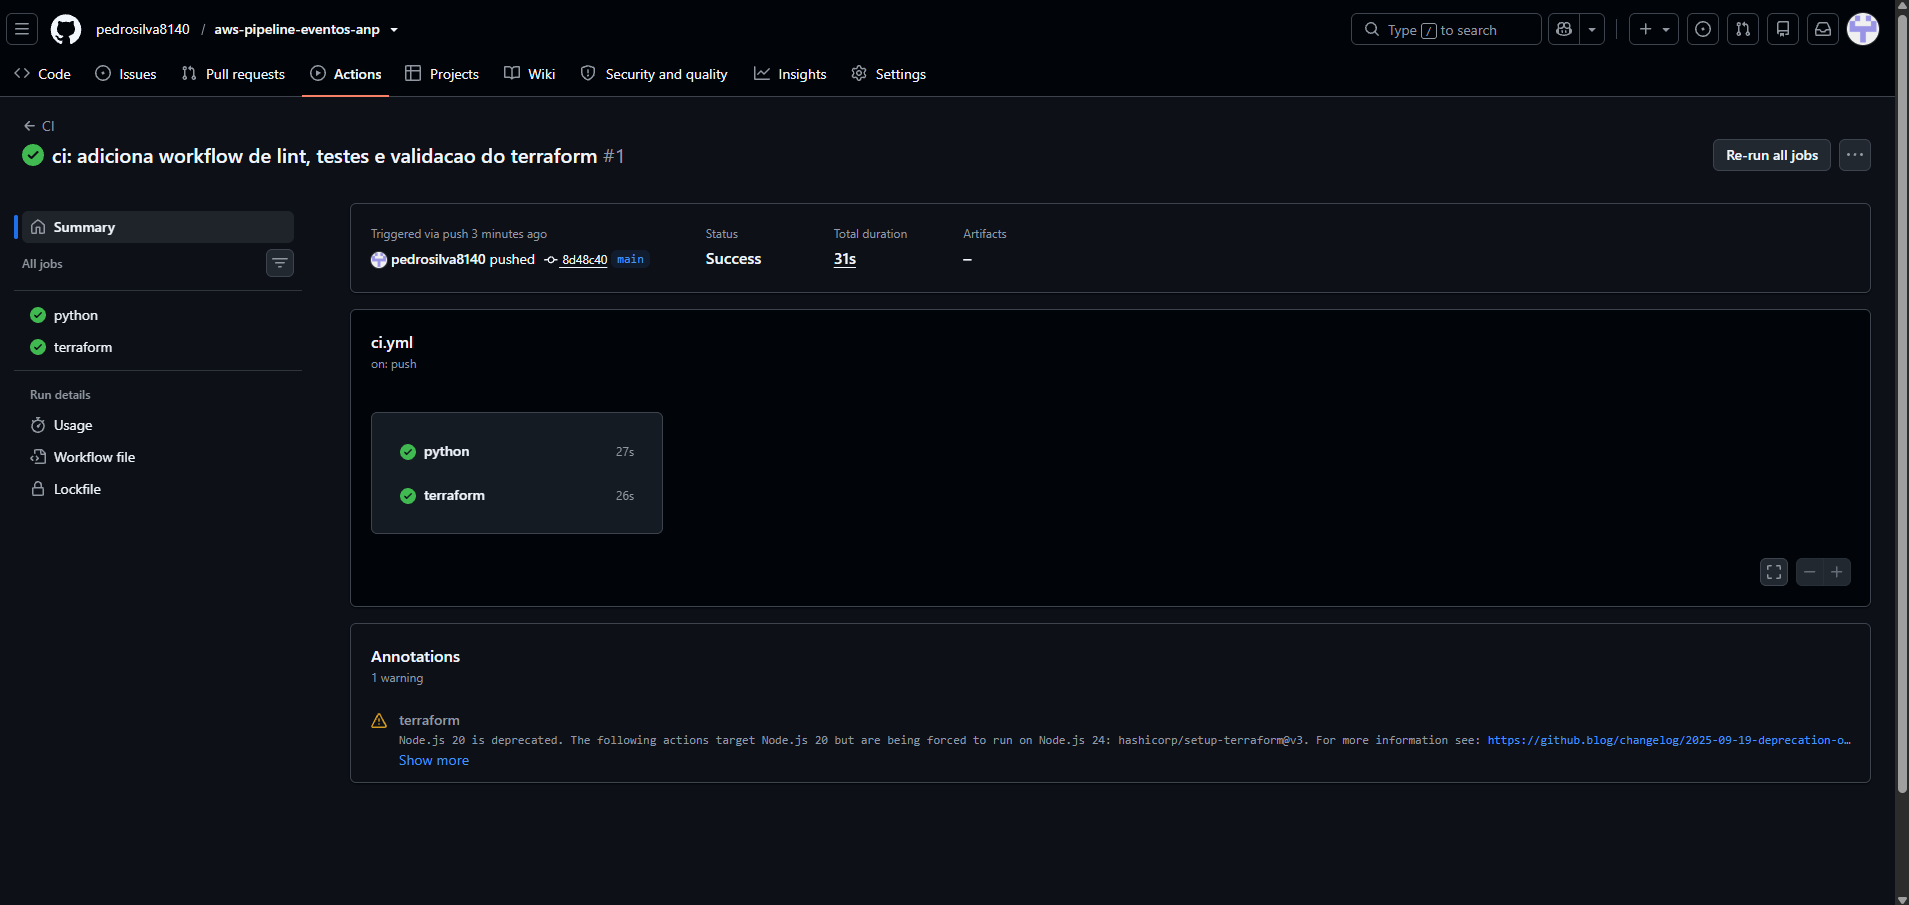 pedrosilva8140 / aws-pipeline-eventos-anp
Type / to search
Code
Issues
Pull requests
Actions
Projects
Wiki
Security and quality
Insights
Settings
CI
ci: adiciona workflow de lint, testes e validacao do terraform #1
Re-run all jobs
Summary
All jobs
python
terraform
Run details
Usage
Workflow file
Lockfile
Triggered via push 3 minutes ago
pedrosilva8140 pushed 8d48c40 main
Status
Success
Total duration
31s
Artifacts
–
ci.yml
on: push
python 27s
terraform 26s
Annotations
1 warning
terraform
Node.js 20 is deprecated. The following actions target Node.js 20 but are being forced to run on Node.js 24: hashicorp/setup-terraform@v3. For more information see: https://github.blog/changelog/2025-09-19-deprecation-o…
Show more